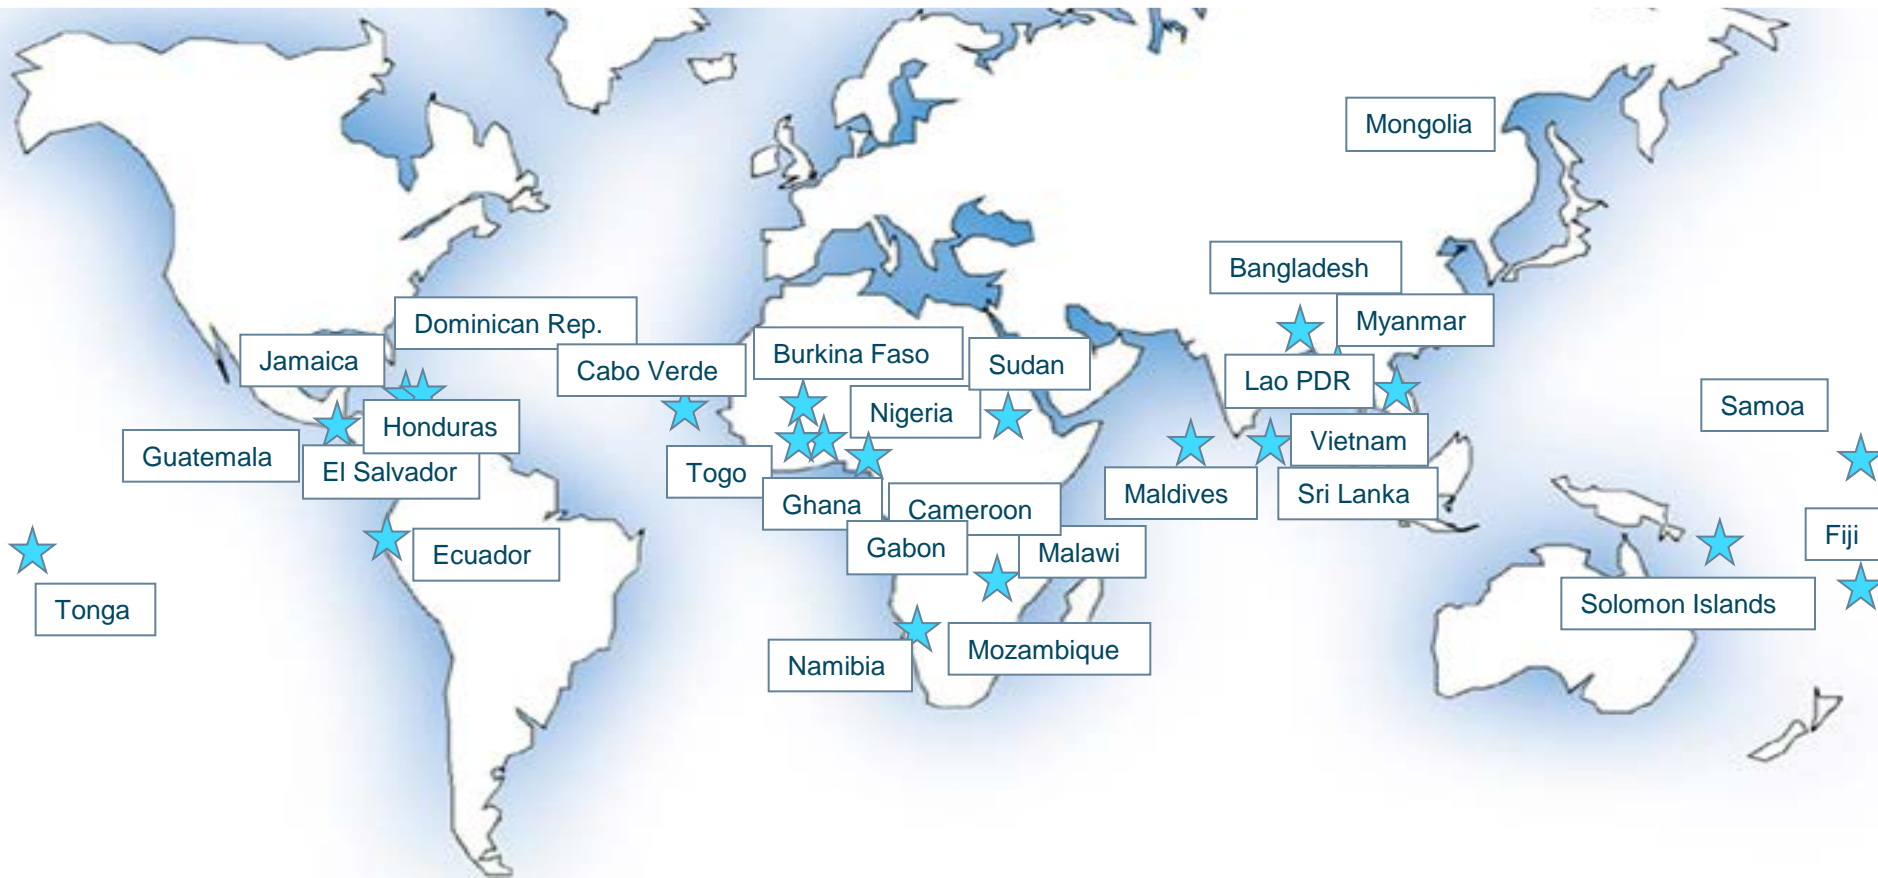 Mongolia
Bangladesh
Dominican Rep.
Myanmar
Jamaica
Cabo Verde
Burkina Faso
Sudan
Lao PDR
Samoa
Honduras
Nigeria
Guatemala
El Salvador
Togo
Vietnam
Ghana
Cameroon
Maldives
Sri Lanka
Ecuador
Gabon
Malawi
Fiji
Tonga
Solomon Islands
Namibia
Mozambique